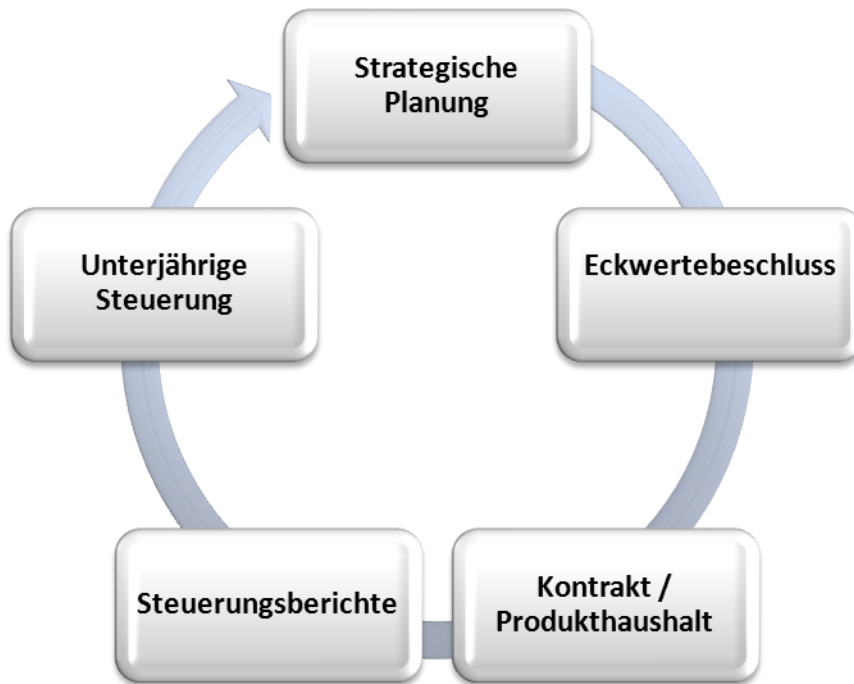 Strategische
Planung
Eckwertebeschluss
Kontrakt /
Produkthaushalt
Steuerungsberichte
Unterjährige
Steuerung